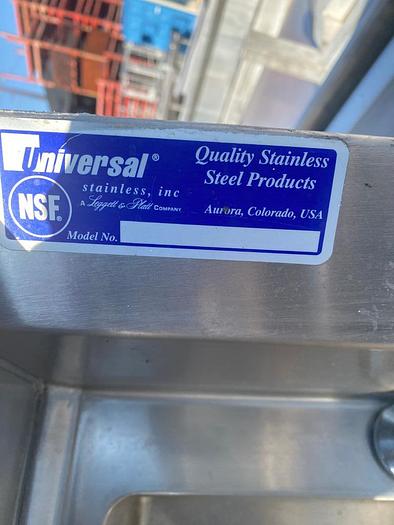 Universal®
stainless, inc
A Leggett & Platt COMPANY
Quality Stainless
Steel Products
Aurora, Colorado, USA
NSF®
Model No.